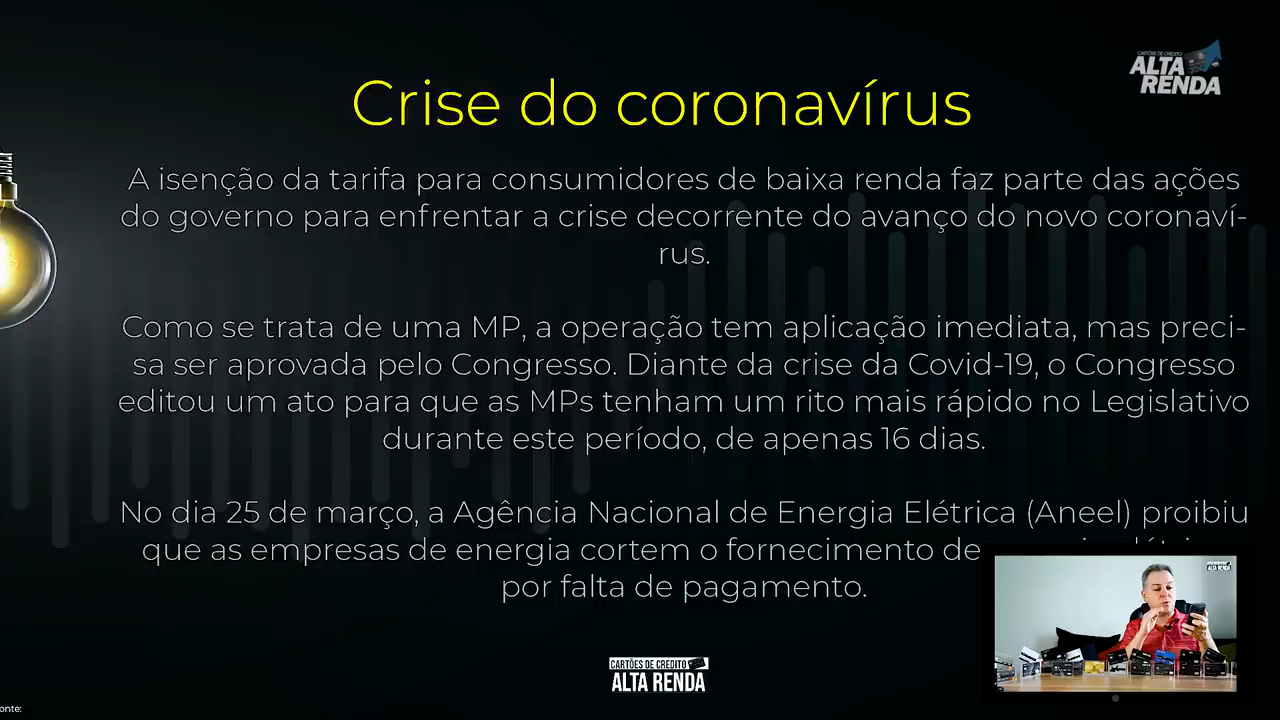 CARTÕES DE CRÉDITO
ALTA
RENDA
Crise do coronavírus
A isenção da tarifa para consumidores de baixa renda faz parte das ações
do governo para enfrentar a crise decorrente do avanço do novo coronaví-
rus.
Como se trata de uma MP, a operação tem aplicação imediata, mas preci-
sa ser aprovada pelo Congresso. Diante da crise da Covid-19, o Congresso
editou um ato para que as MPs tenham um rito mais rápido no Legislativo
durante este período, de apenas 16 dias.
No dia 25 de março, a Agência Nacional de Energia Elétrica (Aneel) proibiu
que as empresas de energia cortem o fornecimento de
por falta de pagamento.
ALTA RENDA
CARTÕES DE CRÉDITO
ALTA RENDA
onte: